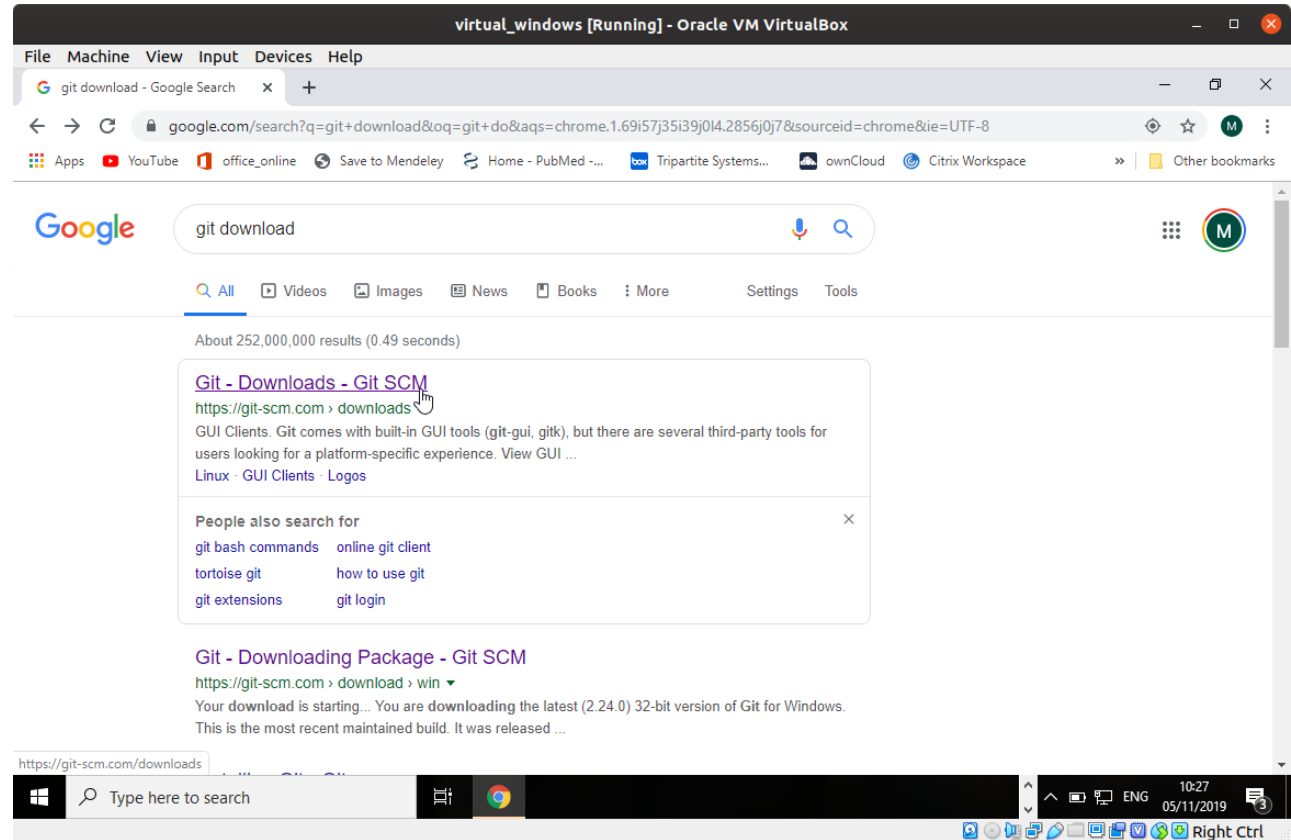 virtual_windows [Running] - Oracle VM VirtualBox
File Machine View Input Devices Help
git download - Google Search
google.com/search?q=git+download&oq=git+do&aqs=chrome.1.69i57j35i39j0l4.2856j0j7&sourceid=chrome&ie=UTF-8
M
Apps YouTube office_online Save to Mendeley Home - PubMed -... box Tripartite Systems... ownCloud Citrix Workspace » Other bookmarks
Google git download
M
All Videos Images News Books More Settings Tools
About 252,000,000 results (0.49 seconds)
Git - Downloads - Git SCM
https://git-scm.com › downloads
GUI Clients. Git comes with built-in GUI tools (git-gui, gitk), but there are several third-party tools for
users looking for a platform-specific experience. View GUI ...
Linux · GUI Clients · Logos
People also search for
git bash commands online git client
tortoise git how to use git
git extensions git login
Git - Downloading Package - Git SCM
https://git-scm.com › download › win
Your download is starting... You are downloading the latest (2.24.0) 32-bit version of Git for Windows.
This is the most recent maintained build. It was released ...
https://git-scm.com/downloads
Type here to search
ENG
10:27
05/11/2019
3
Right Ctrl